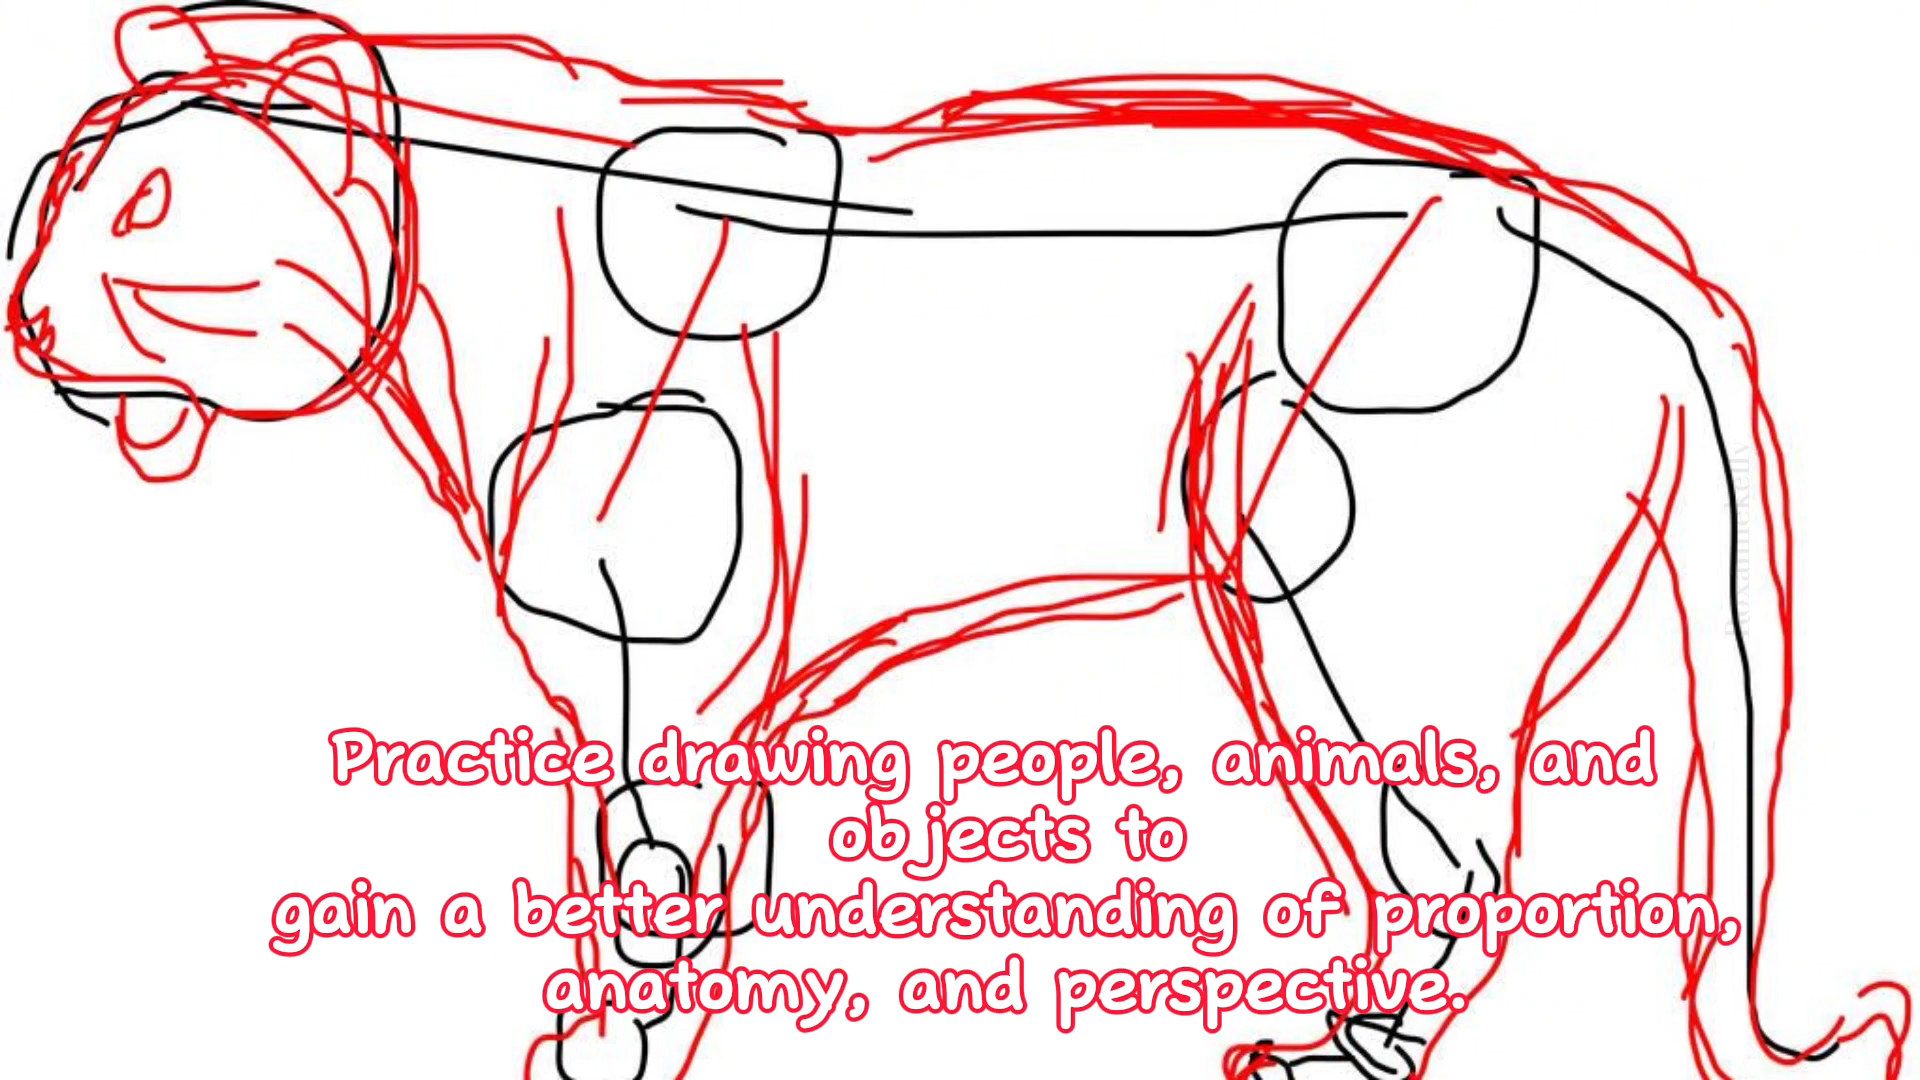 Practice drawing people, animals, and
objects to
gain a better understanding of proportion,
anatomy, and perspective.